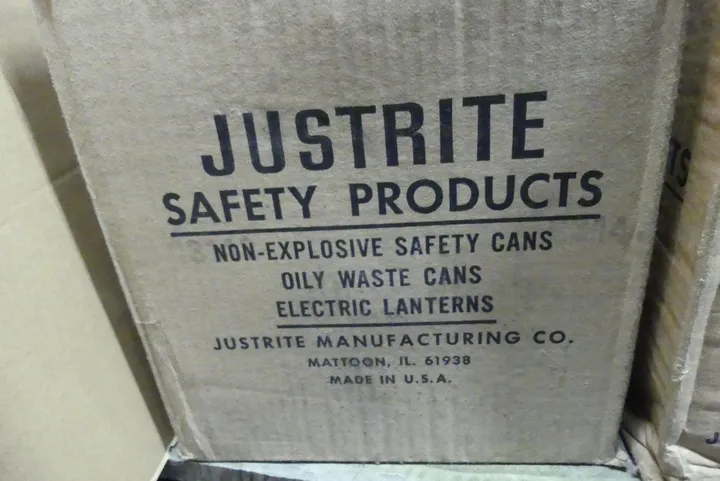 JUSTRITE
SAFETY PRODUCTS
NON-EXPLOSIVE SAFETY CANS
OILY WASTE CANS
ELECTRIC LANTERNS
JUSTRITE MANUFACTURING CO.
MATTOON, IL. 61938
MADE IN U.S.A.
TS
J